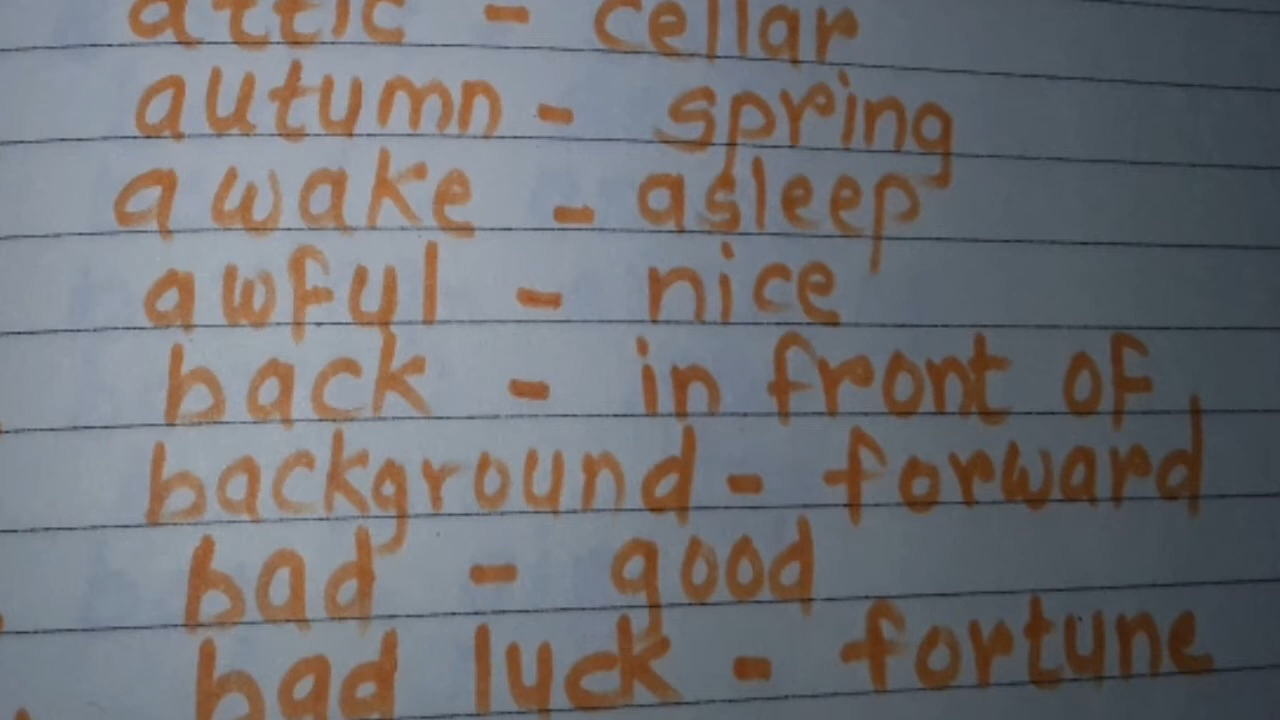 attic - cellar
autumn - spring
awake - asleep
awful - nice
back - in front of
background - forward
bad - good
bad luck - fortune